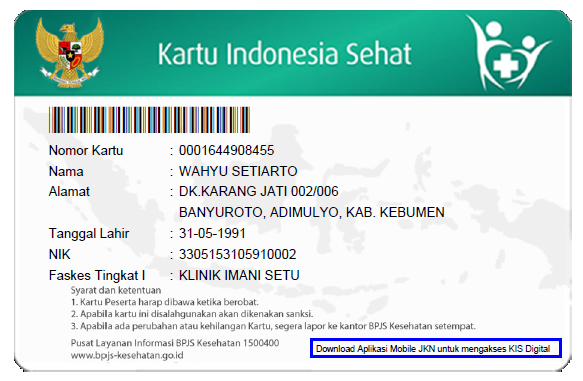 Kartu Indonesia Sehat
Nomor Kartu : 0001644908455
Nama : WAHYU SETIARTO
Alamat : DK.KARANG JATI 002/006
BANYUROTO, ADIMULYO, KAB. KEBUMEN
Tanggal Lahir : 31-05-1991
NIK : 3305153105910002
Faskes Tingkat I : KLINIK IMANI SETU
Syarat dan ketentuan
1. Kartu Peserta harap dibawa ketika berobat.
2. Apabila kartu ini disalahgunakan akan dikenakan sanksi.
3. Apabila ada perubahan atau kehilangan Kartu, segera lapor ke kantor BPJS Kesehatan setempat.
Pusat Layanan Informasi BPJS Kesehatan 1500400
www.bpjs-kesehatan.go.id
Download Aplikasi Mobile JKN untuk mengakses KIS Digital